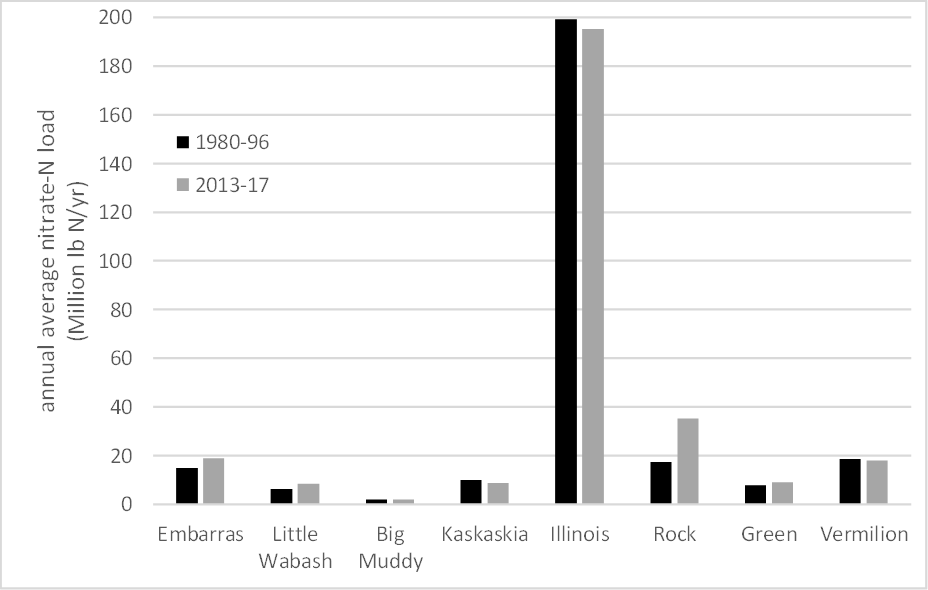 annual average nitrate-N load
(Million lb N/yr)
200
180
160
140
120
100
80
60
40
20
0
1980-96
2013-17
Embarras
Little
Wabash
Big
Muddy
Kaskaskia
Illinois
Rock
Green
Vermilion